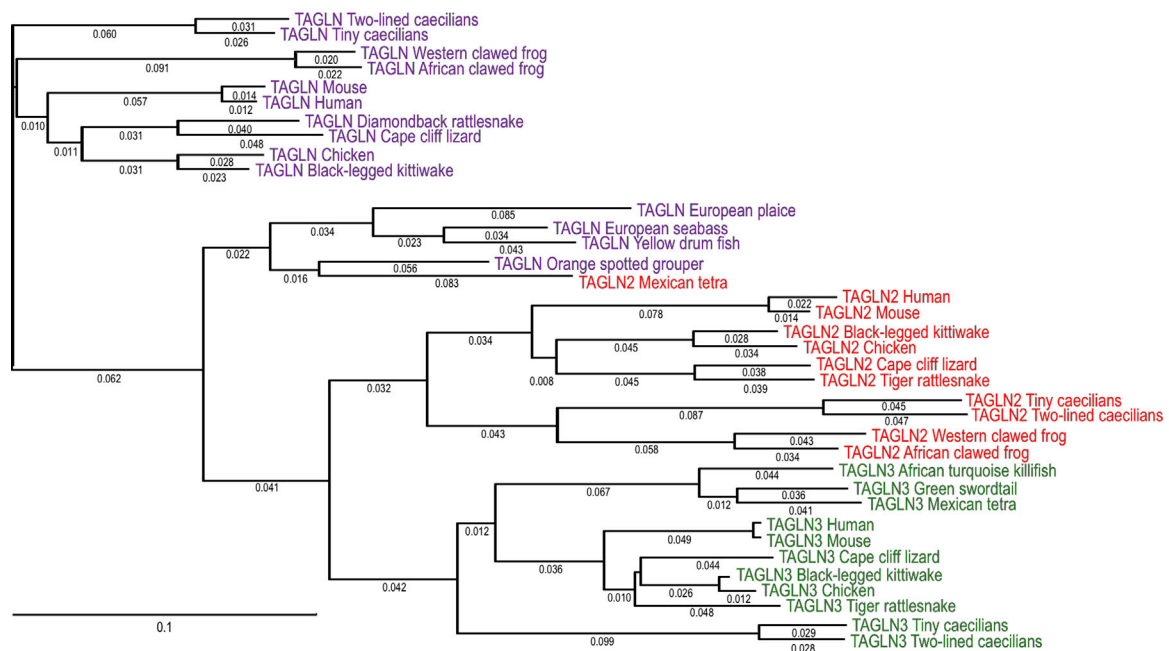 TAGLN Two-lined caecilians
0.031
0.060
TAGLN Tiny caecilians
0.026
TAGLN Western clawed frog
0.020
0.091
TAGLN African clawed frog
0.022
TAGLN Mouse
0.057
0.014
TAGLN Human
0.012
0.010
TAGLN Diamondback rattlesnake
0.031
0.040
TAGLN Cape cliff lizard
0.048
0.011
TAGLN Chicken
0.031
0.028
TAGLN Black-legged kittiwake
0.023
TAGLN European plaice
0.085
0.034
TAGLN European seabass
0.023
0.034
TAGLN Yellow drum fish
0.043
0.022
TAGLN Orange spotted grouper
0.016
0.056
TAGLN2 Mexican tetra
0.083
TAGLN2 Human
0.022
0.078
TAGLN2 Mouse
0.014
0.034
TAGLN2 Black-legged kittiwake
0.028
0.045
TAGLN2 Chicken
0.034
TAGLN2 Cape cliff lizard
0.008
0.045
0.038
TAGLN2 Tiger rattlesnake
0.039
0.062
0.032
TAGLN2 Tiny caecilians
0.045
0.087
TAGLN2 Two-lined caecilians
0.047
0.043
TAGLN2 Western clawed frog
0.043
0.058
TAGLN2 African clawed frog
0.034
TAGLN3 African turquoise killifish
0.044
0.041
0.067
TAGLN3 Green swordtail
0.012
0.036
TAGLN3 Mexican tetra
0.041
0.012
TAGLN3 Human
0.049
TAGLN3 Mouse
TAGLN3 Cape cliff lizard
0.036
0.044
TAGLN3 Black-legged kittiwake
0.042
0.026
TAGLN3 Chicken
0.010
0.012
TAGLN3 Tiger rattlesnake
0.048
TAGLN3 Tiny caecilians
0.029
0.099
TAGLN3 Two-lined caecilians
0.028
0.1